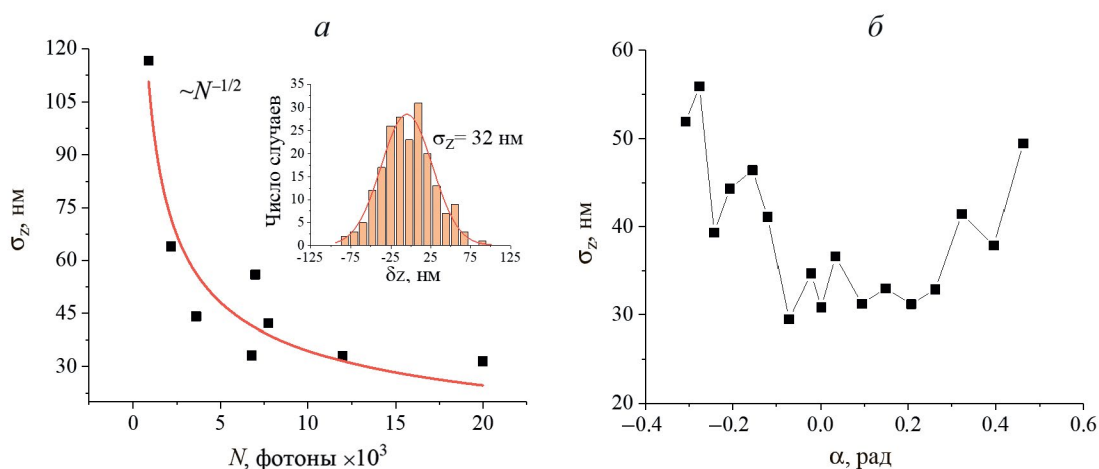 а
120
105
90
75
60
45
30
σZ, нм
0
5
10
15
20
N, фотоны ×10³
~N⁻¹/²
35
30
25
20
15
10
5
0
Число случаев
σZ= 32 нм
-125 -75 -25 25 75 125
δZ, нм
б
60
50
40
30
20
σZ, нм
–0.4 –0.2 0.0 0.2 0.4 0.6
α, рад